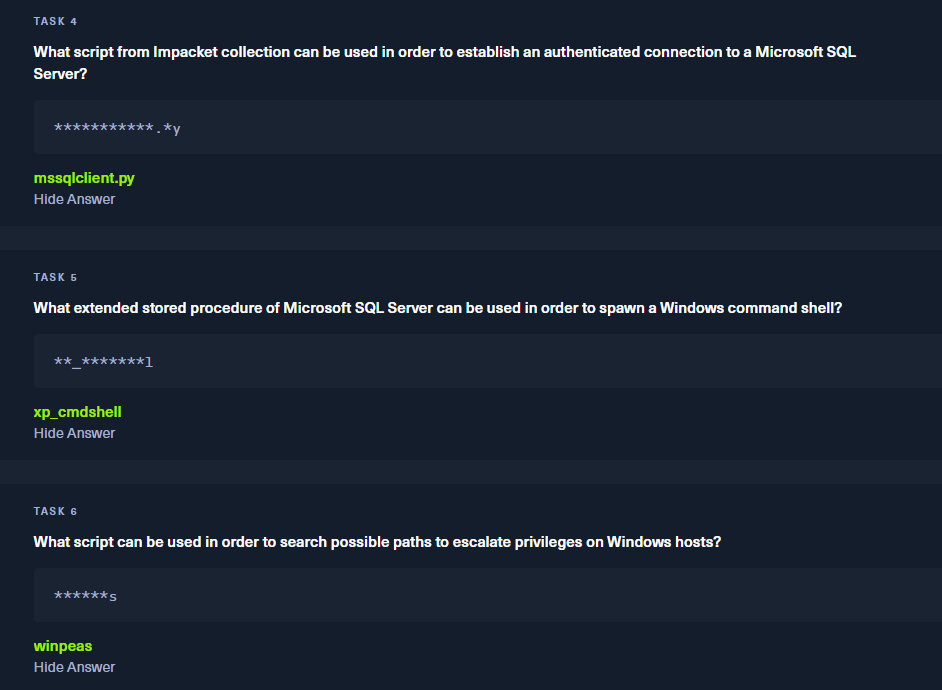 TASK 4
What script from Impacket collection can be used in order to establish an authenticated connection to a Microsoft SQL
Server?
***********.*y
mssqlclient.py
Hide Answer
TASK 5
What extended stored procedure of Microsoft SQL Server can be used in order to spawn a Windows command shell?
**_*******l
xp_cmdshell
Hide Answer
TASK 6
What script can be used in order to search possible paths to escalate privileges on Windows hosts?
******s
winpeas
Hide Answer